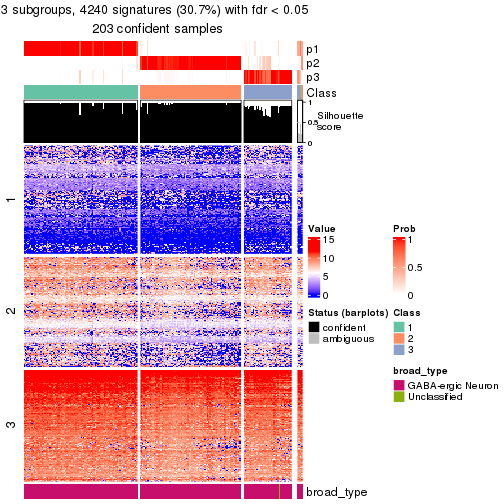 3 subgroups, 4240 signatures (30.7%) with fdr < 0.05
203 confident samples
p1
p2
p3
Class
1
0.5
0
Silhouette
score
1
2
3
broad_type
Value
15
10
5
0
Prob
1
0.5
0
Status (barplots)
confident
ambiguous
Class
1
2
3
broad_type
GABA-ergic Neuron
Unclassified